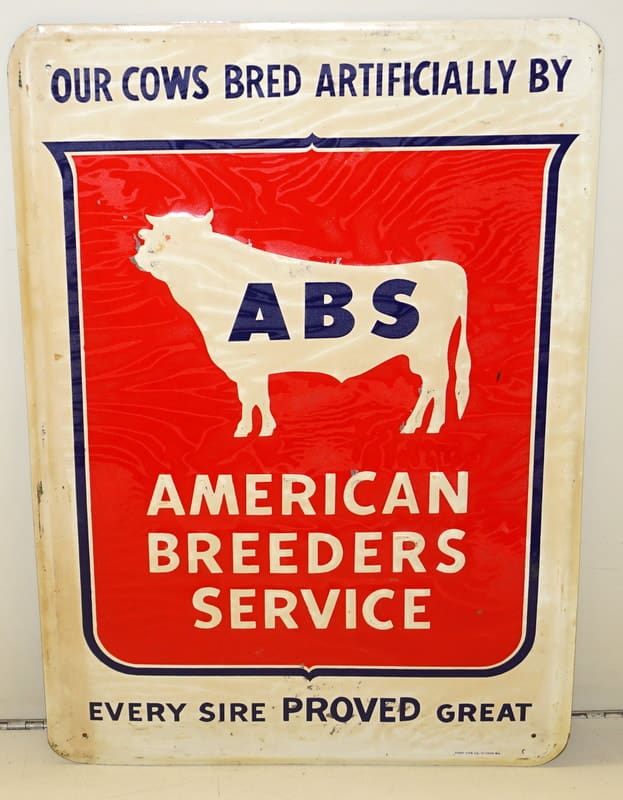 OUR COWS BRED ARTIFICIALLY BY
ABS
AMERICAN
BREEDERS
SERVICE
EVERY SIRE PROVED GREAT